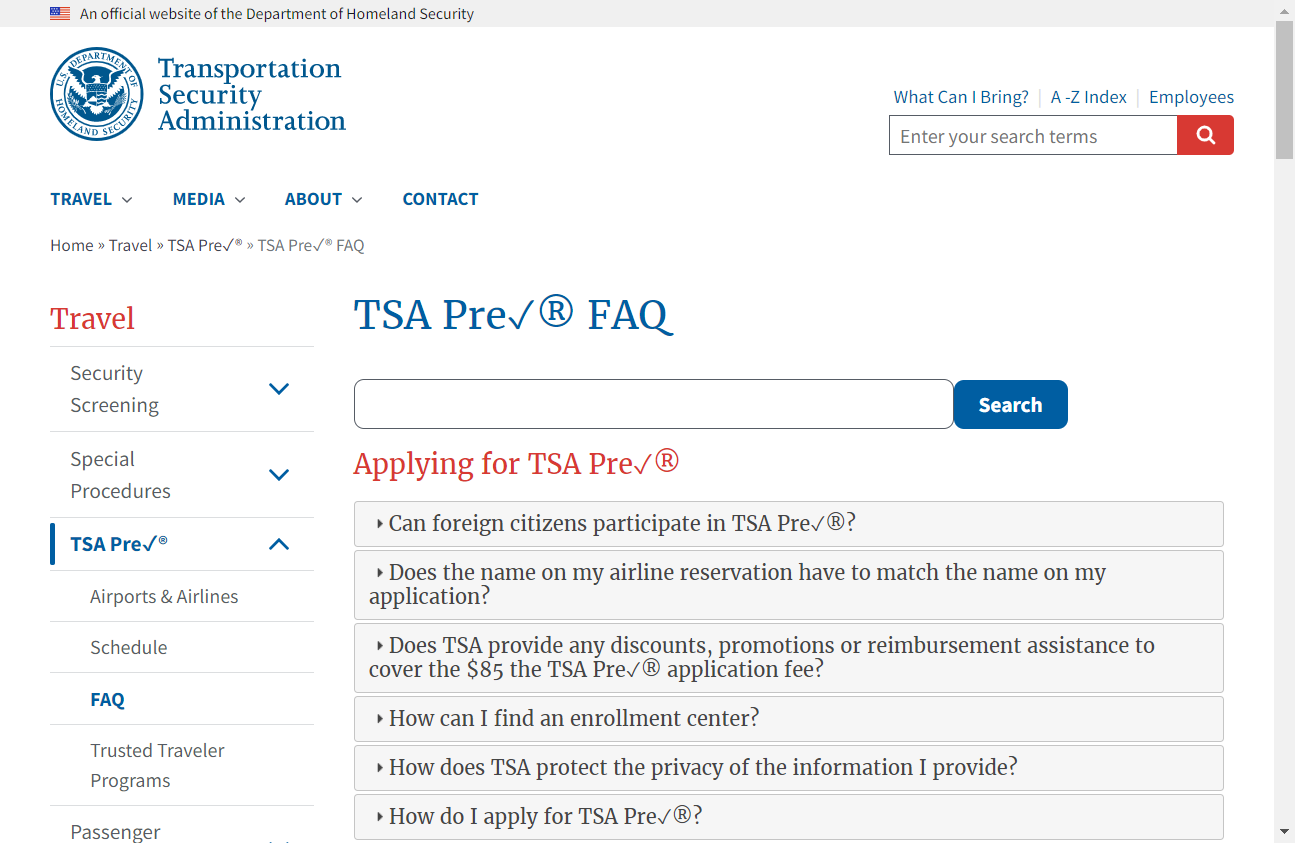 An official website of the Department of Homeland Security
U.S. DEPARTMENT OF HOMELAND SECURITY
Transportation
Security
Administration
What Can I Bring? | A -Z Index | Employees
Enter your search terms
TRAVEL MEDIA ABOUT CONTACT
Home » Travel » TSA Pre✓® » TSA Pre✓® FAQ
Travel
Security
Screening
Special
Procedures
TSA Pre✓®
Airports & Airlines
Schedule
FAQ
Trusted Traveler
Programs
Passenger
TSA Pre✓® FAQ
Search
Applying for TSA Pre✓®
Can foreign citizens participate in TSA Pre✓®?
Does the name on my airline reservation have to match the name on my
application?
Does TSA provide any discounts, promotions or reimbursement assistance to
cover the $85 the TSA Pre✓® application fee?
How can I find an enrollment center?
How does TSA protect the privacy of the information I provide?
How do I apply for TSA Pre✓®?